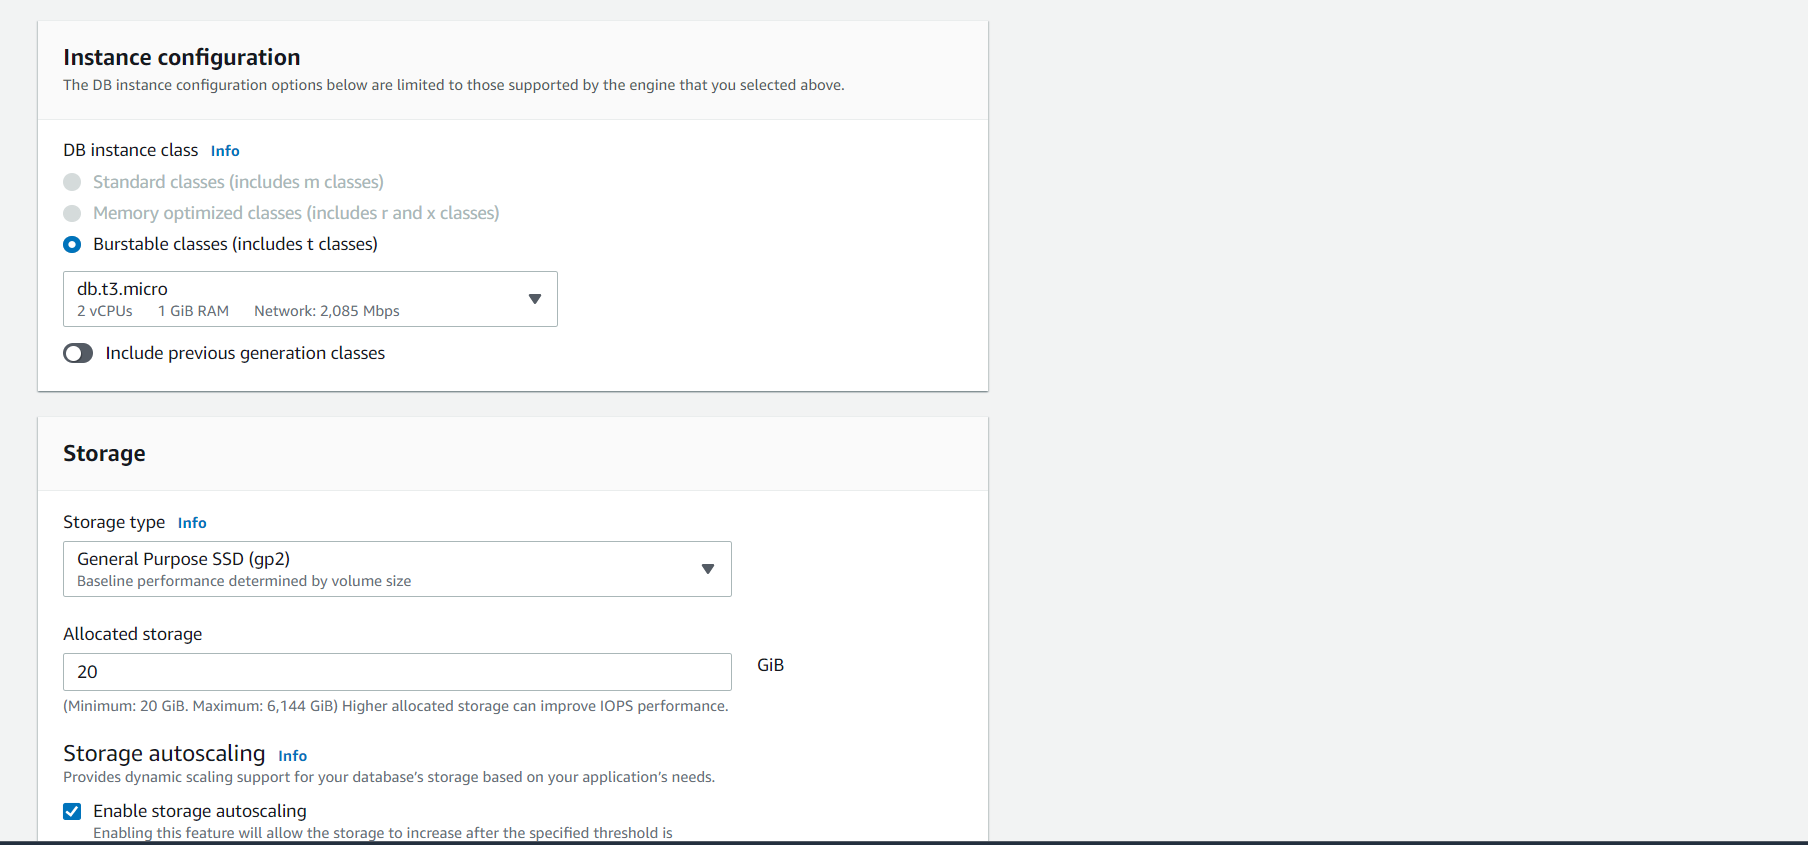 Instance configuration
The DB instance configuration options below are limited to those supported by the engine that you selected above.
DB instance class Info
Standard classes (includes m classes)
Memory optimized classes (includes r and x classes)
Burstable classes (includes t classes)
db.t3.micro
2 vCPUs 1 GiB RAM Network: 2,085 Mbps
Include previous generation classes
Storage
Storage type Info
General Purpose SSD (gp2)
Baseline performance determined by volume size
Allocated storage
20 GiB
(Minimum: 20 GiB. Maximum: 6,144 GiB) Higher allocated storage can improve IOPS performance.
Storage autoscaling Info
Provides dynamic scaling support for your database's storage based on your application's needs.
Enable storage autoscaling
Enabling this feature will allow the storage to increase after the specified threshold is